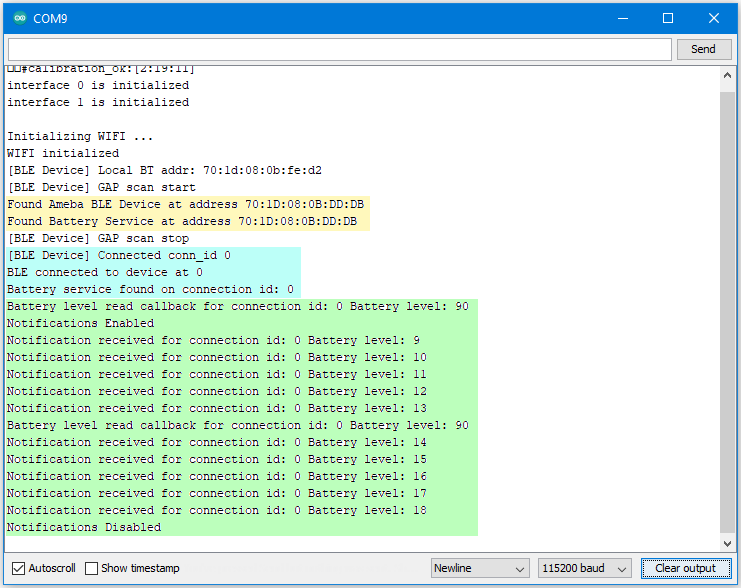 COM9
Send
#calibration_ok:[2:19:11]
interface 0 is initialized
interface 1 is initialized
Initializing WIFI ...
WIFI initialized
[BLE Device] Local BT addr: 70:1d:08:0b:fe:d2
[BLE Device] GAP scan start
Found Ameba BLE Device at address 70:1D:08:0B:DD:DB
Found Battery Service at address 70:1D:08:0B:DD:DB
[BLE Device] GAP scan stop
[BLE Device] Connected conn_id 0
BLE connected to device at 0
Battery service found on connection id: 0
Battery level read callback for connection id: 0 Battery level: 90
Notifications Enabled
Notification received for connection id: 0 Battery level: 9
Notification received for connection id: 0 Battery level: 10
Notification received for connection id: 0 Battery level: 11
Notification received for connection id: 0 Battery level: 12
Notification received for connection id: 0 Battery level: 13
Battery level read callback for connection id: 0 Battery level: 90
Notification received for connection id: 0 Battery level: 14
Notification received for connection id: 0 Battery level: 15
Notification received for connection id: 0 Battery level: 16
Notification received for connection id: 0 Battery level: 17
Notification received for connection id: 0 Battery level: 18
Notifications Disabled
Autoscroll Show timestamp Newline 115200 baud Clear output